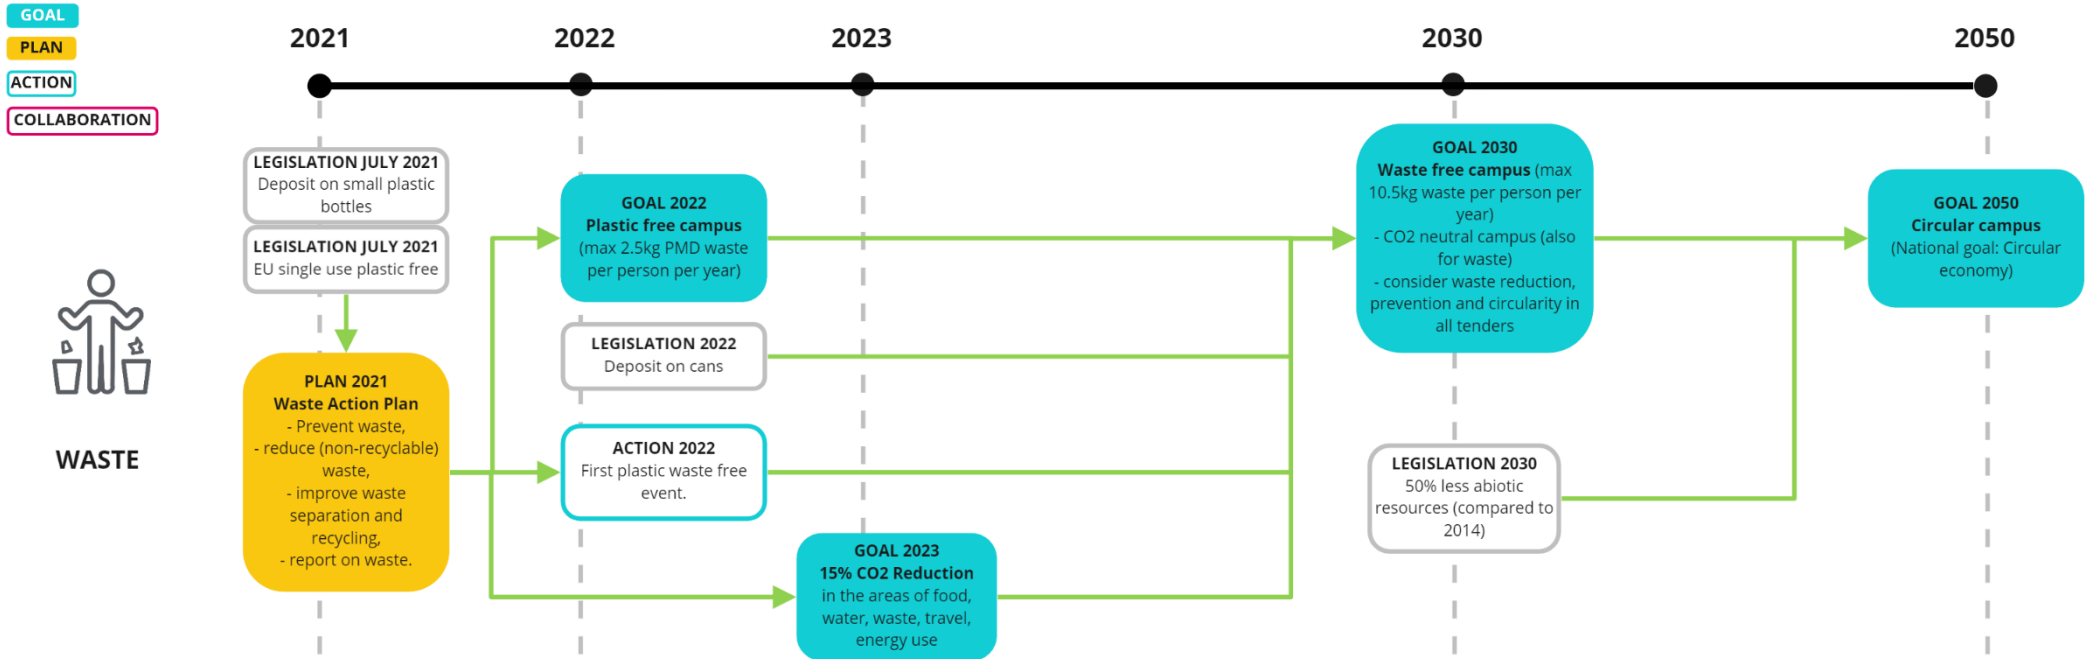 GOAL
PLAN
ACTION
COLLABORATION
2021
2022
2023
2030
2050
LEGISLATION JULY 2021
Deposit on small plastic
bottles
LEGISLATION JULY 2021
EU single use plastic free
WASTE
PLAN 2021
Waste Action Plan
- Prevent waste,
- reduce (non-recyclable)
waste,
- improve waste
separation and
recycling,
- report on waste.
GOAL 2022
Plastic free campus
(max 2.5kg PMD waste
per person per year)
LEGISLATION 2022
Deposit on cans
ACTION 2022
First plastic waste free
event.
GOAL 2023
15% CO2 Reduction
in the areas of food,
water, waste, travel,
energy use
GOAL 2030
Waste free campus (max
10.5kg waste per person per
year)
- CO2 neutral campus (also
for waste)
- consider waste reduction,
prevention and circularity in
all tenders
LEGISLATION 2030
50% less abiotic
resources (compared to
2014)
GOAL 2050
Circular campus
(National goal: Circular
economy)